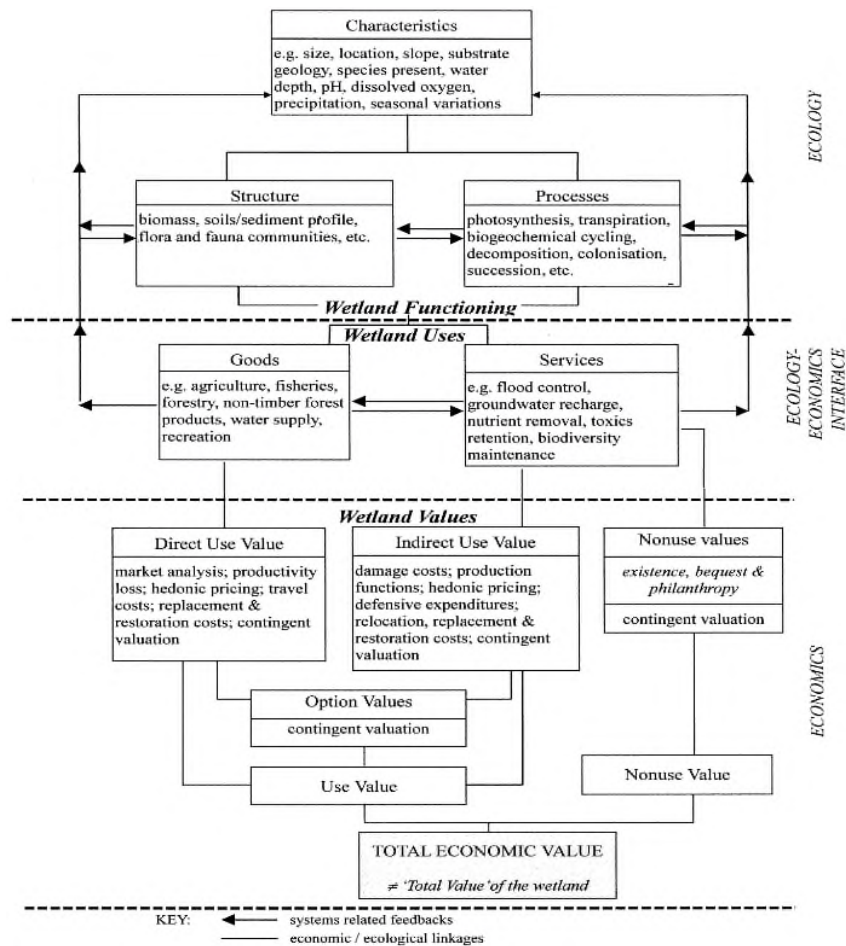 Characteristics
e.g. size, location, slope, substrate
geology, species present, water
depth, pH, dissolved oxygen,
precipitation, seasonal variations
ECOLOGY
Structure
biomass, soils/sediment profile,
flora and fauna communities, etc.
Processes
photosynthesis, transpiration,
biogeochemical cycling,
decomposition, colonisation,
succession, etc.
Wetland Functioning
Wetland Uses
Goods
e.g. agriculture, fisheries,
forestry, non-timber forest
products, water supply,
recreation
Services
e.g. flood control,
groundwater recharge,
nutrient removal, toxics
retention, biodiversity
maintenance
ECOLOGY-
ECONOMICS
INTERFACE
Wetland Values
Direct Use Value
market analysis; productivity
loss; hedonic pricing; travel
costs; replacement &
restoration costs; contingent
valuation
Indirect Use Value
damage costs; production
functions; hedonic pricing;
defensive expenditures;
relocation, replacement &
restoration costs; contingent
valuation
Nonuse values
existence, bequest &
philanthropy
contingent valuation
ECONOMICS
Option Values
contingent valuation
Use Value
Nonuse Value
TOTAL ECONOMIC VALUE
≠ 'Total Value' of the wetland
KEY:
systems related feedbacks
economic / ecological linkages